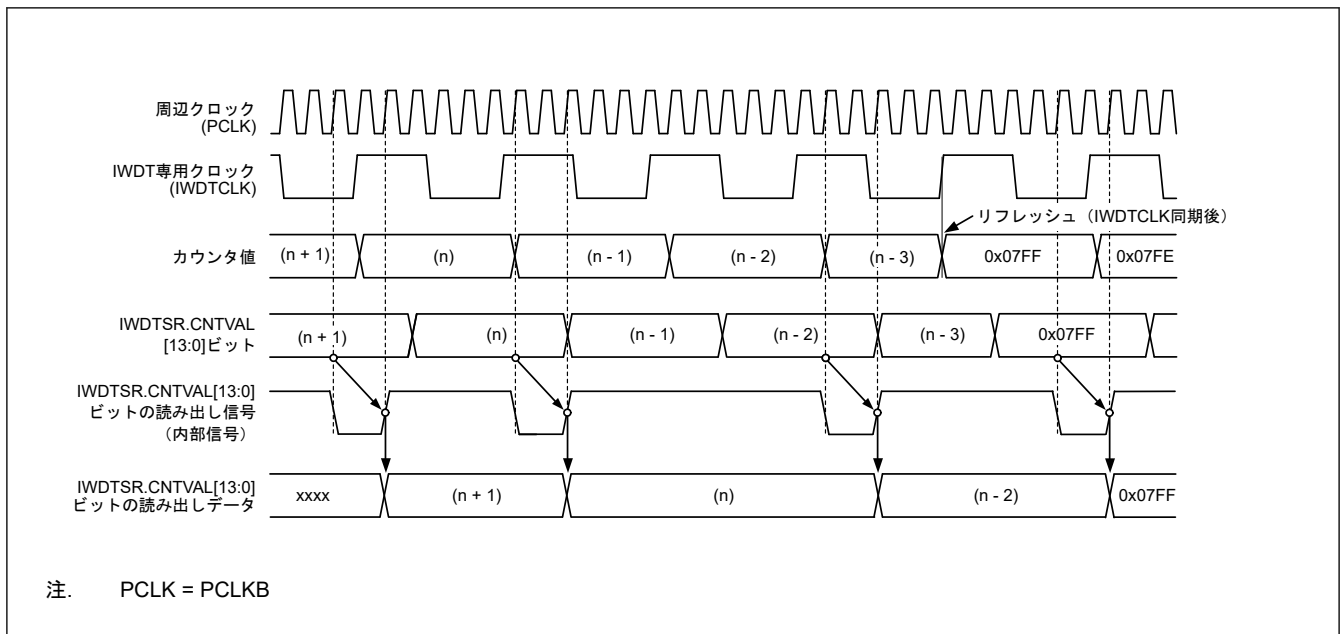 周辺クロック
(PCLK)
IWDT専用クロック
(IWDTCLK)
リフレッシュ（IWDTCLK同期後）
カウンタ値
(n + 1)
(n)
(n - 1)
(n - 2)
(n - 3)
0x07FF
0x07FE
IWDTSR.CNTVAL
[13:0]ビット
(n + 1)
(n)
(n - 1)
(n - 2)
(n - 3)
0x07FF
IWDTSR.CNTVAL[13:0]
ビットの読み出し信号
（内部信号）
IWDTSR.CNTVAL[13:0]
ビットの読み出しデータ
xxxx
(n + 1)
(n)
(n - 2)
0x07FF
注. PCLK = PCLKB